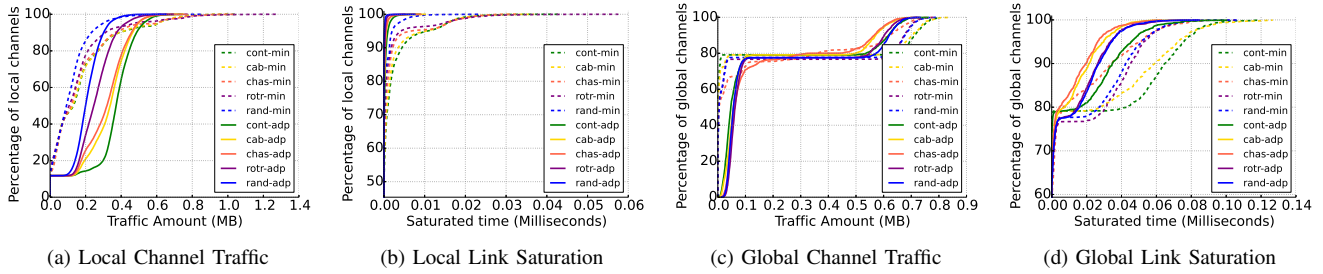 Percentage of local channels
100
80
60
40
20
0
0.0 0.2 0.4 0.6 0.8 1.0 1.2 1.4
Traffic Amount (MB)
cont-min
cab-min
chas-min
rotr-min
rand-min
cont-adp
cab-adp
chas-adp
rotr-adp
rand-adp
(a) Local Channel Traffic
Percentage of local channels
100
90
80
70
60
50
0.00 0.01 0.02 0.03 0.04 0.05 0.06
Saturated time (Milliseconds)
cont-min
cab-min
chas-min
rotr-min
rand-min
cont-adp
cab-adp
chas-adp
rotr-adp
rand-adp
(b) Local Link Saturation
Percentage of global channels
100
80
60
40
20
0
0.0 0.1 0.2 0.3 0.4 0.5 0.6 0.7 0.8 0.9
Traffic Amount (MB)
cont-min
cab-min
chas-min
rotr-min
rand-min
cont-adp
cab-adp
chas-adp
rotr-adp
rand-adp
(c) Global Channel Traffic
Percentage of global channels
100
90
80
70
60
0.00 0.02 0.04 0.06 0.08 0.10 0.12 0.14
Saturated time (Milliseconds)
cont-min
cab-min
chas-min
rotr-min
rand-min
cont-adp
cab-adp
chas-adp
rotr-adp
rand-adp
(d) Global Link Saturation